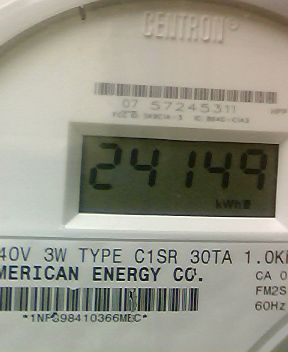 CENTRON®
07 57245311
24149
kWh
40V 3W TYPE C1SR 30TA 1.0K
MERICAN ENERGY CO.
CA 0
FM2S
60Hz